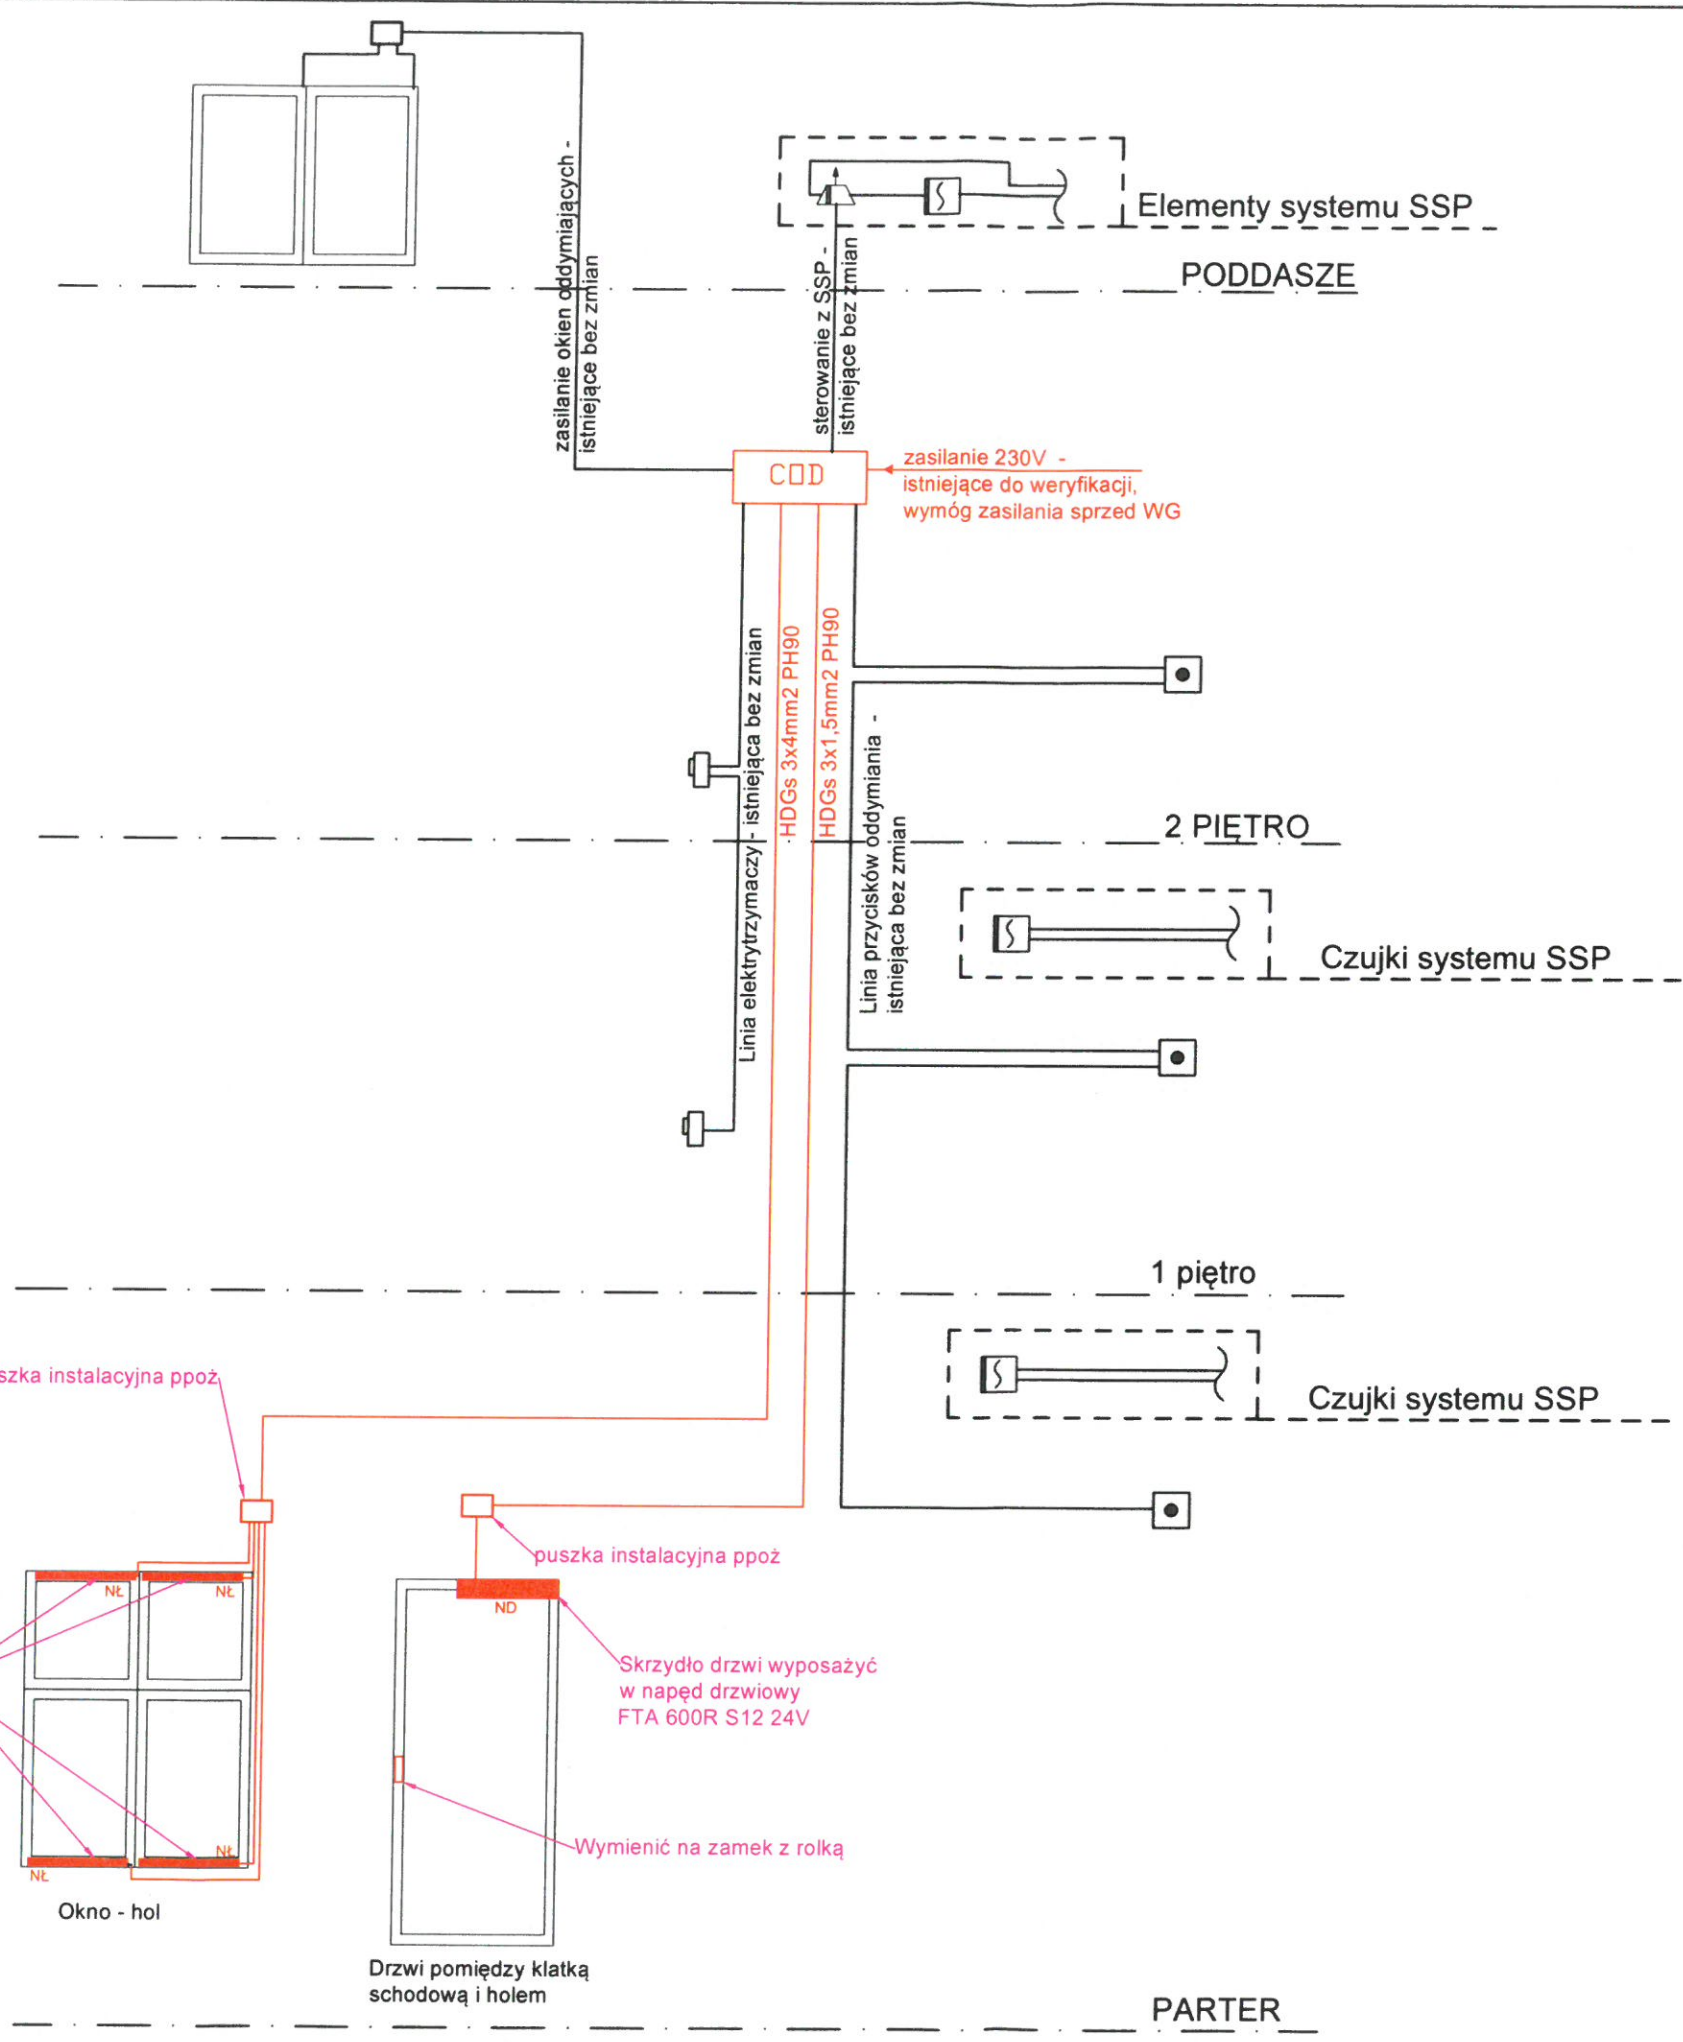 Elementy systemu SSP
PODDASZE
zasilanie okien oddymiających -
istniejące bez zmian
sterowanie z SSP -
istniejące bez zmian
COD
zasilanie 230V -
istniejące do weryfikacji,
wymóg zasilania sprzed WG
Linia elektrytrzymaczy - istniejąca bez zmian
HDGs 3x4mm2 PH90
HDGs 3x1,5mm2 PH90
Linia przycisków oddymiania -
istniejąca bez zmian
2 PIĘTRO
Czujki systemu SSP
1 piętro
Czujki systemu SSP
szka instalacyjna ppoż
puszka instalacyjna ppoż
NŁ
NŁ
ND
Skrzydło drzwi wyposażyć
w napęd drzwiowy
FTA 600R S12 24V
Wymienić na zamek z rolką
NŁ
NŁ
Okno - hol
Drzwi pomiędzy klatką
schodową i holem
PARTER